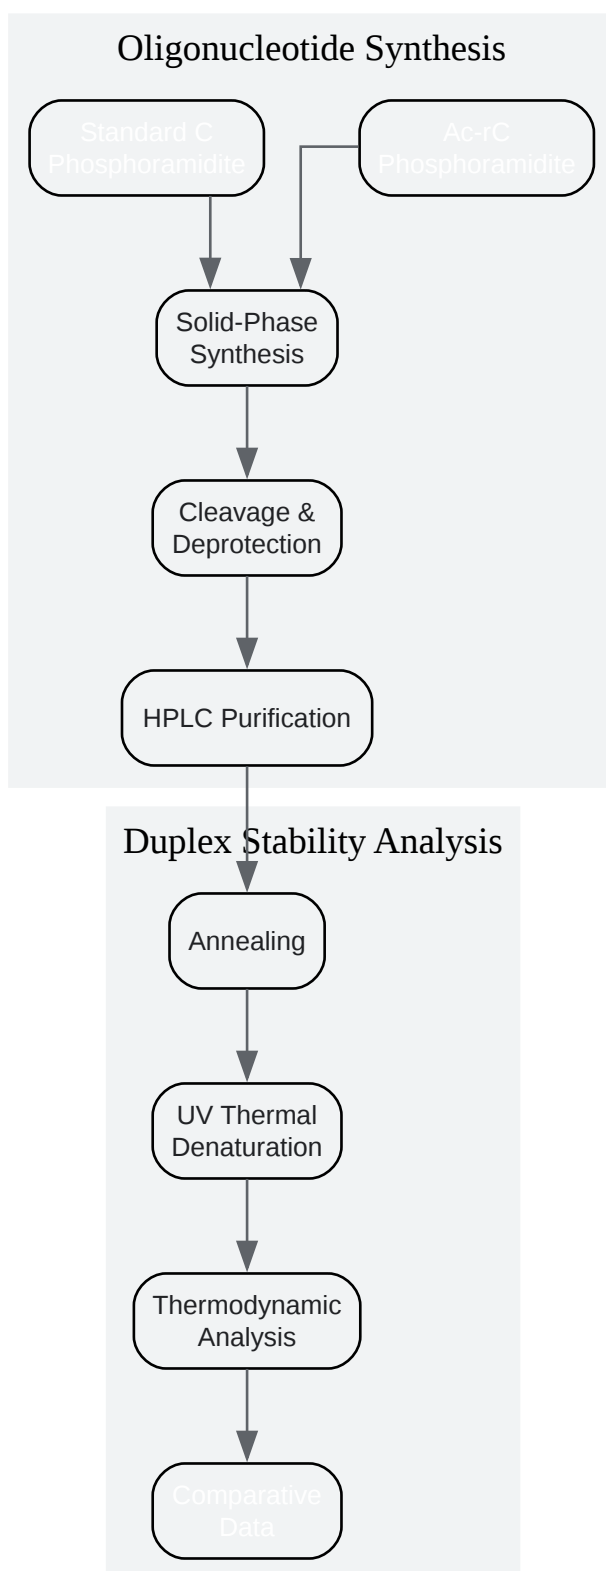 Oligonucleotide Synthesis
Standard C
Phosphoramidite
Ac-rC
Phosphoramidite
Solid-Phase
Synthesis
Cleavage &
Deprotection
HPLC Purification
Duplex Stability Analysis
Annealing
UV Thermal
Denaturation
Thermodynamic
Analysis
Comparative
Data